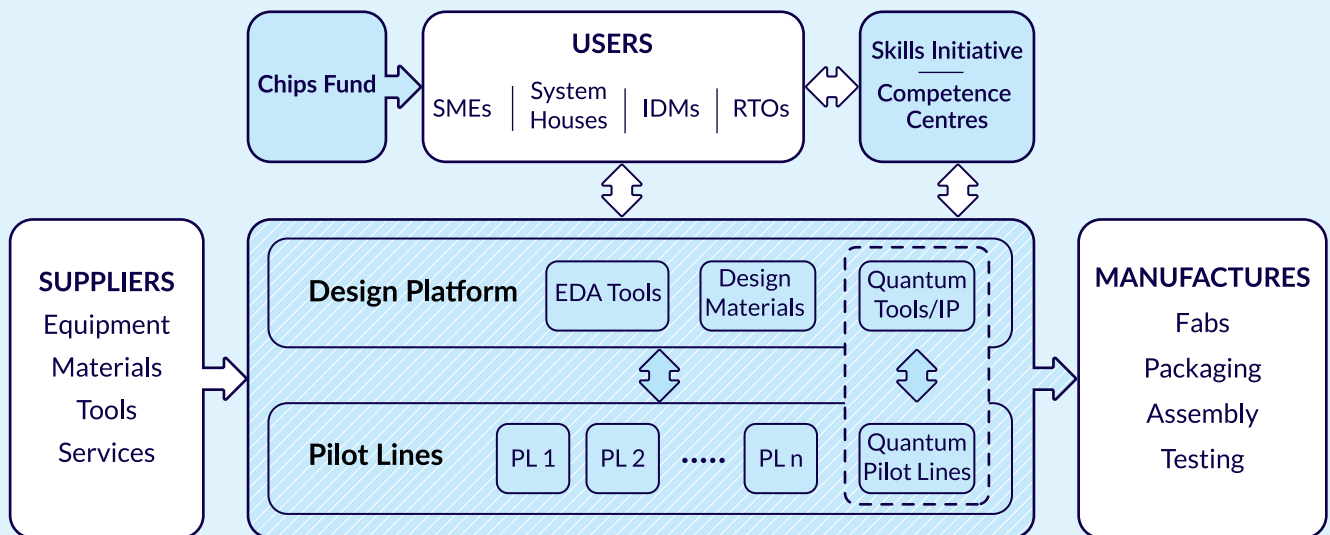 Chips Fund
USERS
SMEs
System
Houses
IDMs
RTOs
Skills Initiative
Competence
Centres
SUPPLIERS
Equipment
Materials
Tools
Services
Design Platform
EDA Tools
Design
Materials
Quantum
Tools/IP
Pilot Lines
PL 1
PL 2
.....
PL n
Quantum
Pilot Lines
MANUFACTURES
Fabs
Packaging
Assembly
Testing